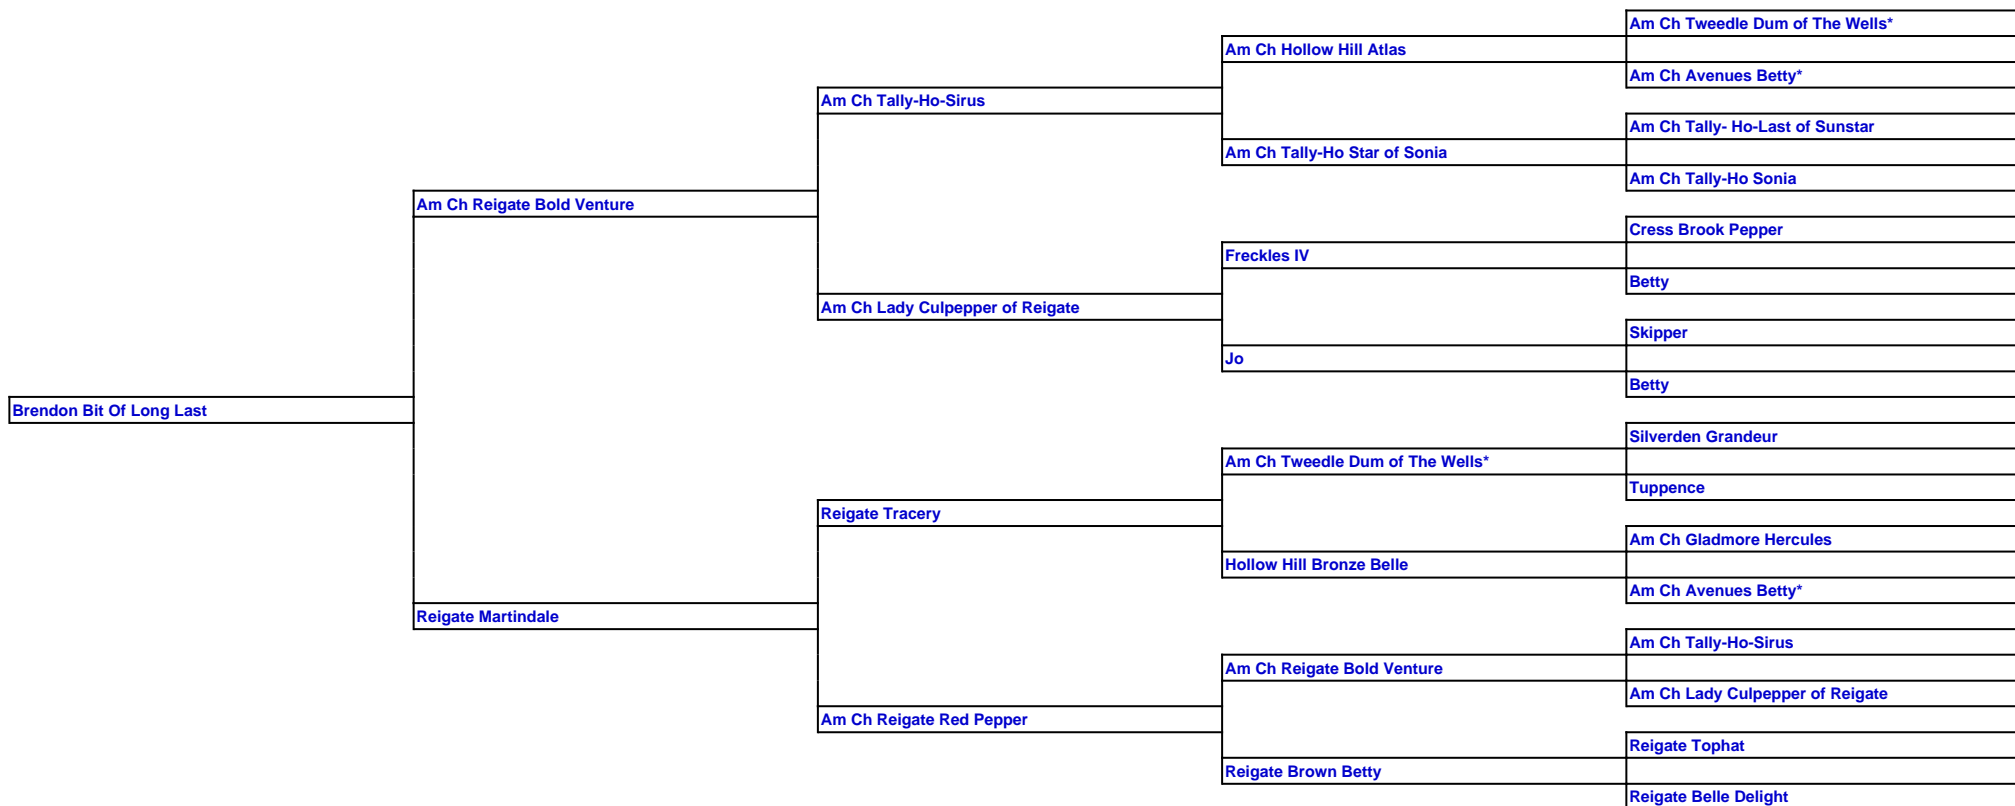 Am Ch Tweedle Dum of The Wells*
Am Ch Hollow Hill Atlas
Am Ch Avenues Betty*
Am Ch Tally-Ho-Sirus
Am Ch Tally- Ho-Last of Sunstar
Am Ch Tally-Ho Star of Sonia
Am Ch Tally-Ho Sonia
Am Ch Reigate Bold Venture
Cress Brook Pepper
Freckles IV
Betty
Am Ch Lady Culpepper of Reigate
Skipper
Jo
Betty
Brendon Bit Of Long Last
Silverden Grandeur
Am Ch Tweedle Dum of The Wells*
Tuppence
Reigate Tracery
Am Ch Gladmore Hercules
Hollow Hill Bronze Belle
Am Ch Avenues Betty*
Reigate Martindale
Am Ch Tally-Ho-Sirus
Am Ch Reigate Bold Venture
Am Ch Lady Culpepper of Reigate
Am Ch Reigate Red Pepper
Reigate Tophat
Reigate Brown Betty
Reigate Belle Delight